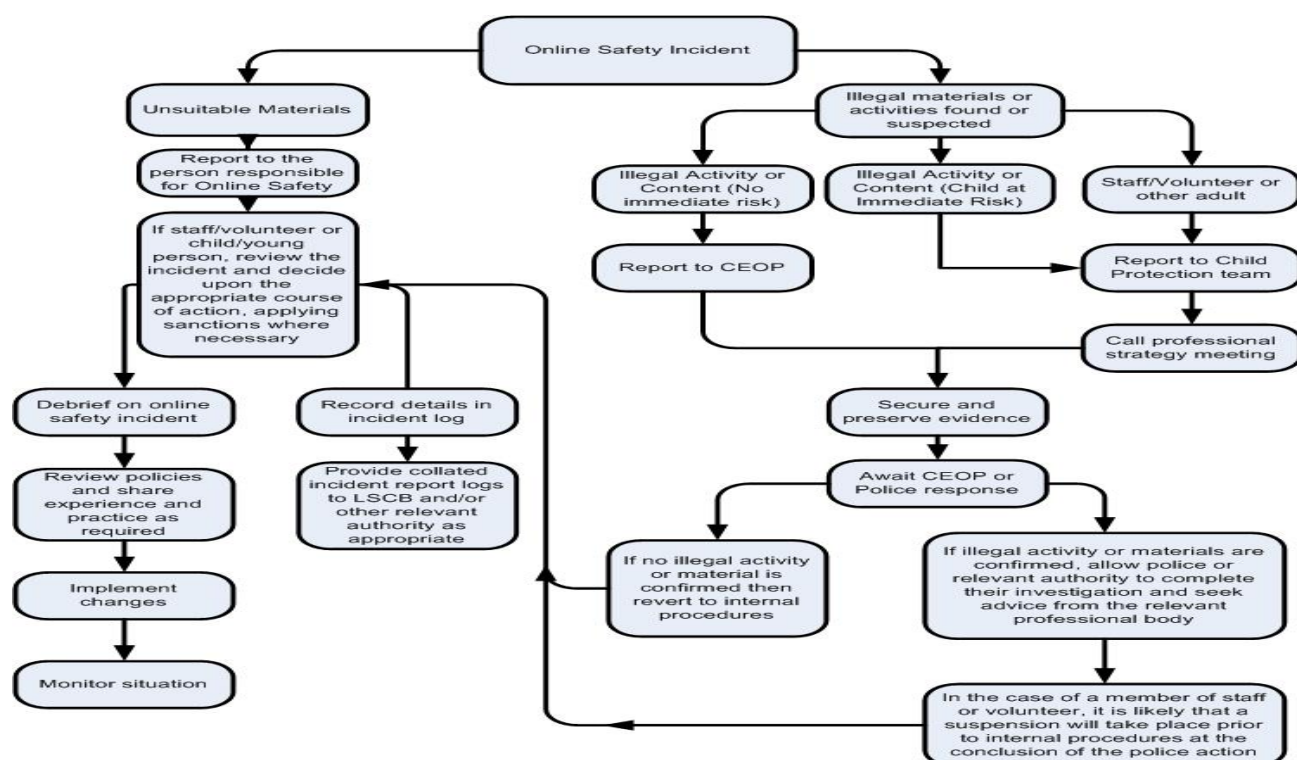 Online Safety Incident
Unsuitable Materials
Report to the
person responsible
for Online Safety
If staff/volunteer or
child/young
person, review the
incident and decide
upon the
appropriate course
of action, applying
sanctions where
necessary
Debrief on online
safety incident
Review policies
and share
experience and
practice as
required
Implement
changes
Monitor situation
Record details in
incident log
Provide collated
incident report logs
to LSCB and/or
other relevant
authority as
appropriate
Illegal materials or
activities found or
suspected
Illegal Activity or
Content (No
immediate risk)
Report to CEOP
Illegal Activity or
Content (Child at
Immediate Risk)
Staff/Volunteer or
other adult
Report to Child
Protection team
Call professional
strategy meeting
Secure and
preserve evidence
Await CEOP or
Police response
If no illegal activity
or material is
confirmed then
revert to internal
procedures
If illegal activity or materials are
confirmed, allow police or
relevant authority to complete
their investigation and seek
advice from the relevant
professional body
In the case of a member of staff
or volunteer, it is likely that a
suspension will take place prior
to internal procedures at the
conclusion of the police action